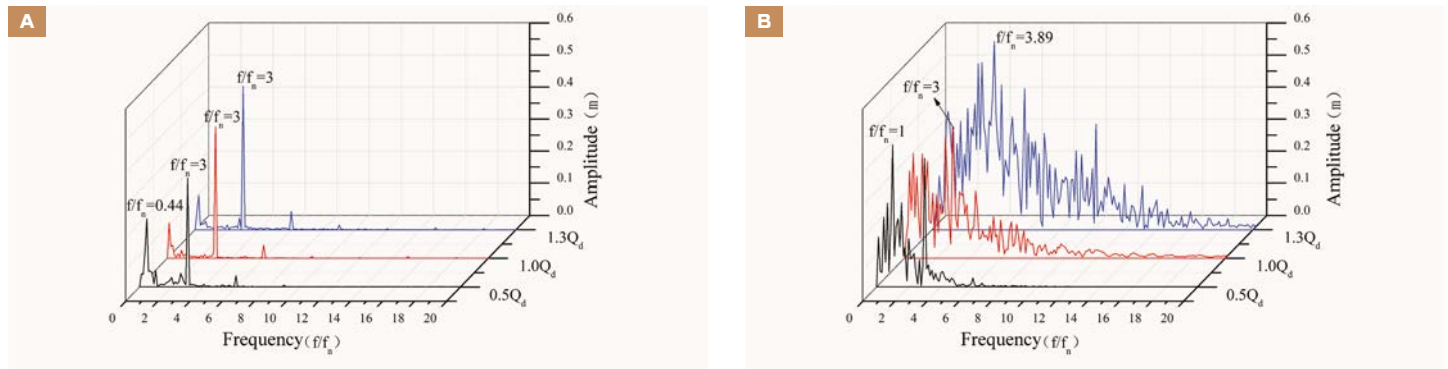 A
f/fn=3
f/fn=3
f/fn=3
f/fn=0.44
0.6
0.5
0.4
0.3
0.2
0.1
0.0
Amplitude (m)
1.3Qd
1.0Qd
0.5Qd
0 2 4 6 8 10 12 14 16 18 20
Frequency(f/fn)
B
f/fn=3.89
f/fn=3
f/fn=1
0.6
0.5
0.4
0.3
0.2
0.1
0.0
Amplitude (m)
1.3Qd
1.0Qd
0.5Qd
0 2 4 6 8 10 12 14 16 18 20
Frequency(f/fn)